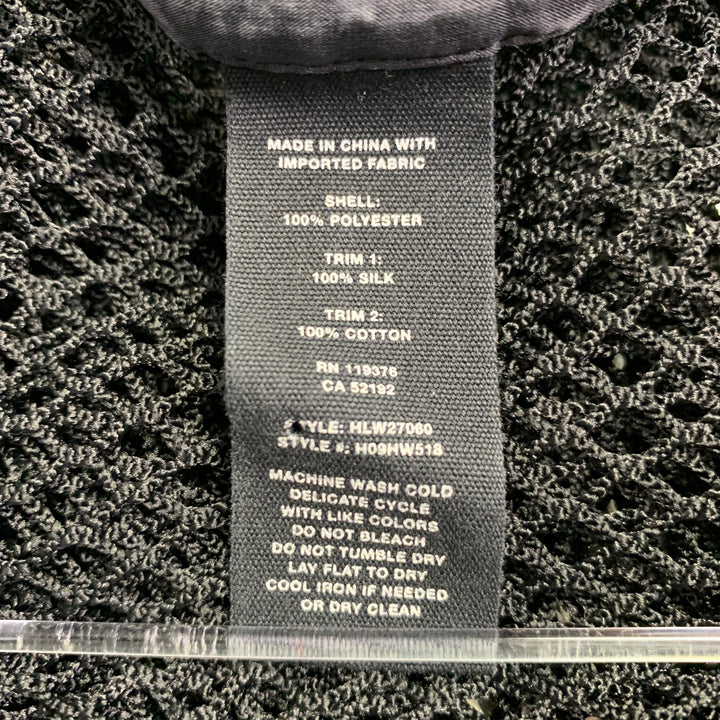 MADE IN CHINA WITH
IMPORTED FABRIC
SHELL:
100% POLYESTER
TRIM 1:
100% SILK
TRIM 2:
100% COTTON
RN 119376
CA 52192
STYLE: HLW27060
STYLE #: H09HW518
MACHINE WASH COLD
DELICATE CYCLE
WITH LIKE COLORS
DO NOT BLEACH
DO NOT TUMBLE DRY
LAY FLAT TO DRY
COOL IRON IF NEEDED
OR DRY CLEAN